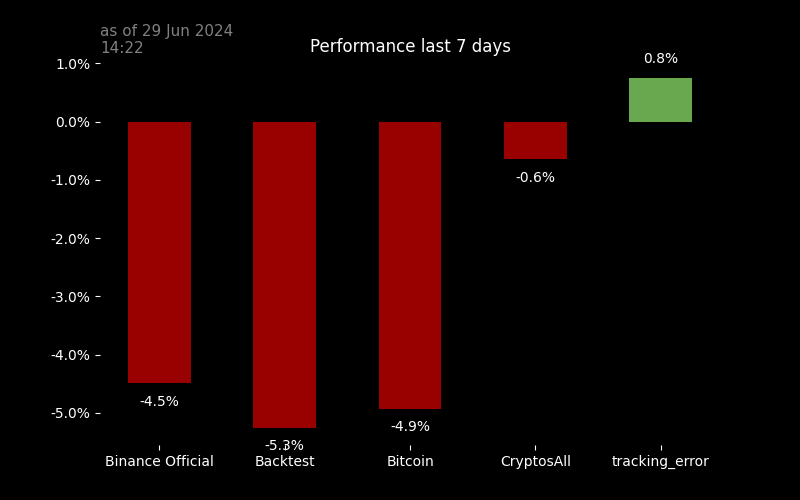 as of 29 Jun 2024
14:22
Performance last 7 days
1.0%
0.0%
-1.0%
-2.0%
-3.0%
-4.0%
-5.0%
0.8%
-0.6%
-4.5%
-4.9%
-5.3%
Binance Official
Backtest
Bitcoin
CryptosAll
tracking_error